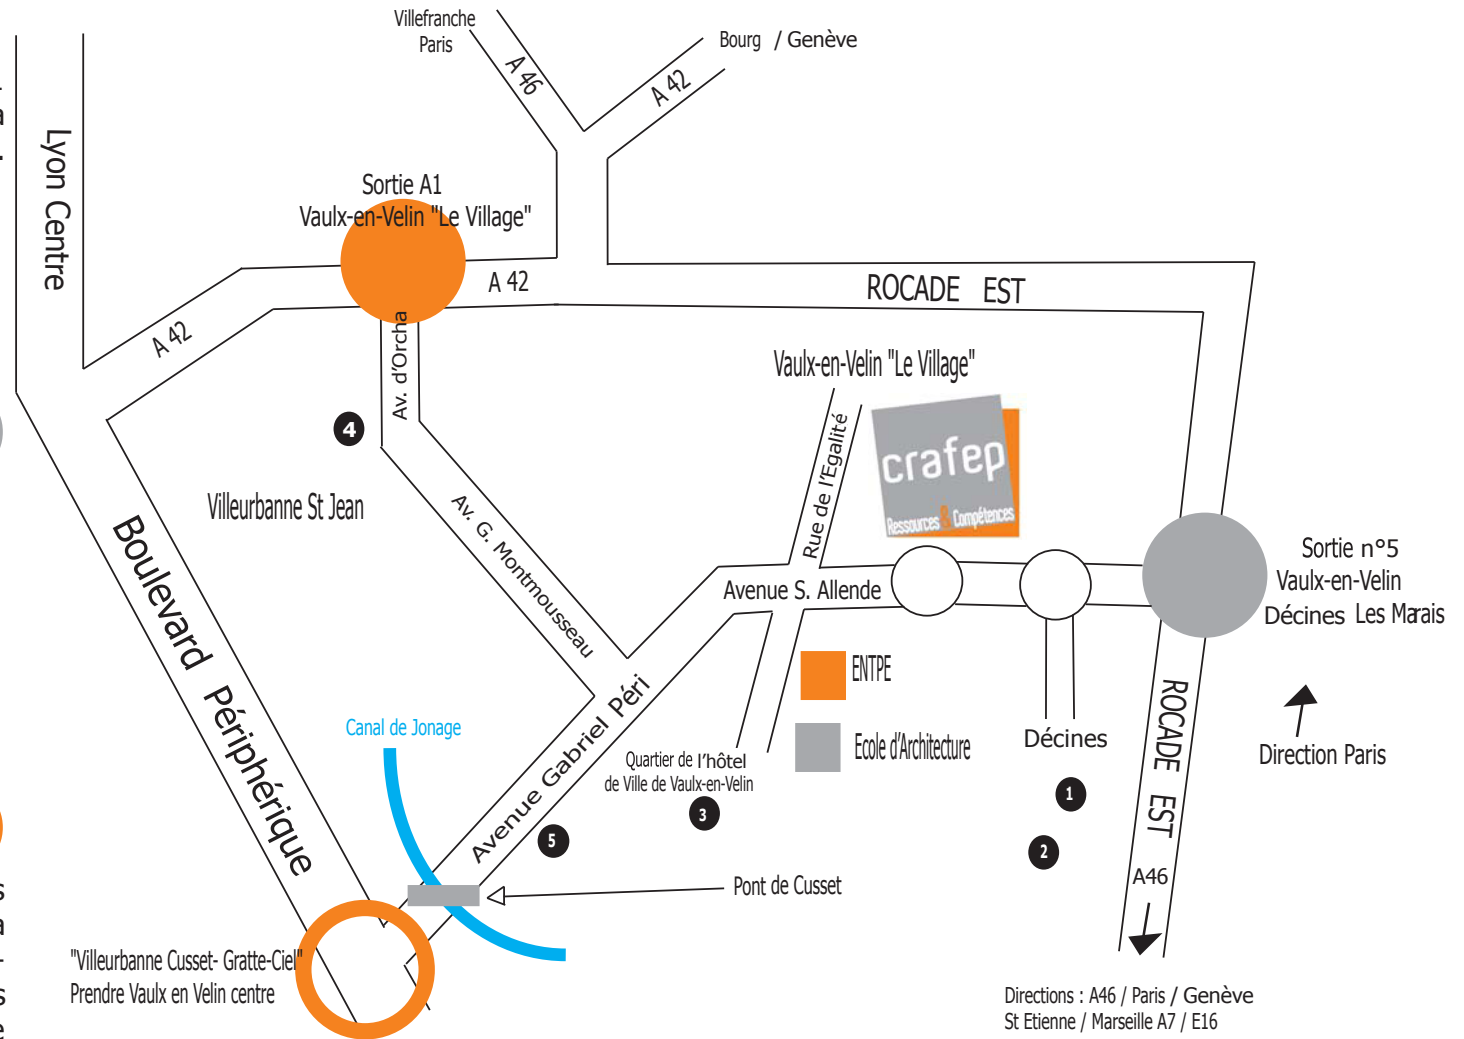 Villefranche
Paris
A 46
Bourg / Genève
A 42
Lyon Centre
Sortie A1
Vaulx-en-Velin "Le Village"
A 42
ROCADE EST
A 42
Av. d'Orcha
Vaulx-en-Velin "Le Village"
Rue de l'Egalité
crafep
Ressources & Compétences
4
Villeurbanne St Jean
Av. G. Montmousseau
Boulevard Périphérique
Avenue S. Allende
Sortie n°5
Vaulx-en-Velin
Décines Les Marais
ENTPE
Ecole d'Architecture
Avenue Gabriel Péri
Canal de Jonage
Quartier de l'hôtel
de Ville de Vaulx-en-Velin
3
Décines
1
2
ROCADE EST
Direction Paris
5
A46
Pont de Cusset
"Villeurbanne Cusset- Gratte-Ciel"
Prendre Vaulx en Velin centre
Directions : A46 / Paris / Genève
St Etienne / Marseille A7 / E16
a
.
s
a
-
s
e